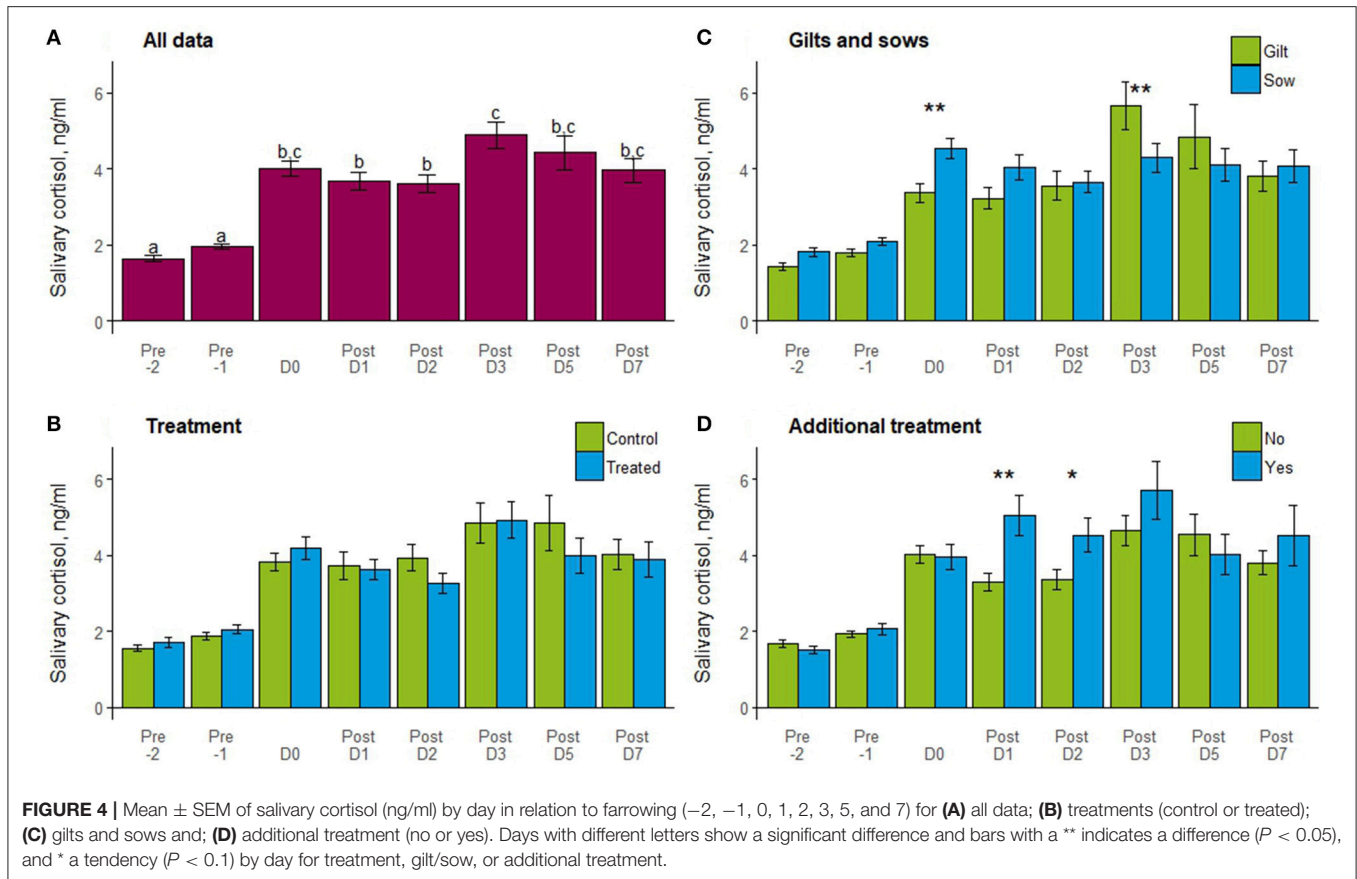 A All data
c
b,c b,c
b b b,c
a a
Salivary cortisol, ng/ml
6
4
2
0
Pre -2
Pre -1
D0
Post D1
Post D2
Post D3
Post D5
Post D7
C Gilts and sows
Gilt
Sow
** **
Salivary cortisol, ng/ml
6
4
2
0
Pre -2
Pre -1
D0
Post D1
Post D2
Post D3
Post D5
Post D7
B Treatment
Control
Treated
Salivary cortisol, ng/ml
6
4
2
0
Pre -2
Pre -1
D0
Post D1
Post D2
Post D3
Post D5
Post D7
D Additional treatment
No
Yes
** *
Salivary cortisol, ng/ml
6
4
2
0
Pre -2
Pre -1
D0
Post D1
Post D2
Post D3
Post D5
Post D7
FIGURE 4 | Mean ± SEM of salivary cortisol (ng/ml) by day in relation to farrowing (−2, −1, 0, 1, 2, 3, 5, and 7) for (A) all data; (B) treatments (control or treated);
(C) gilts and sows and; (D) additional treatment (no or yes). Days with different letters show a significant difference and bars with a ** indicates a difference (P < 0.05),
and * a tendency (P < 0.1) by day for treatment, gilt/sow, or additional treatment.